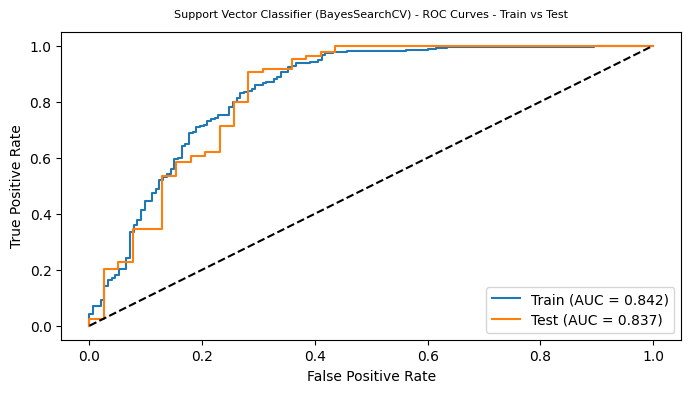 Support Vector Classifier (BayesSearchCV) - ROC Curves - Train vs Test
1.0
0.8
0.6
0.4
0.2
0.0
True Positive Rate
0.0 0.2 0.4 0.6 0.8 1.0
False Positive Rate
Train (AUC = 0.842)
Test (AUC = 0.837)